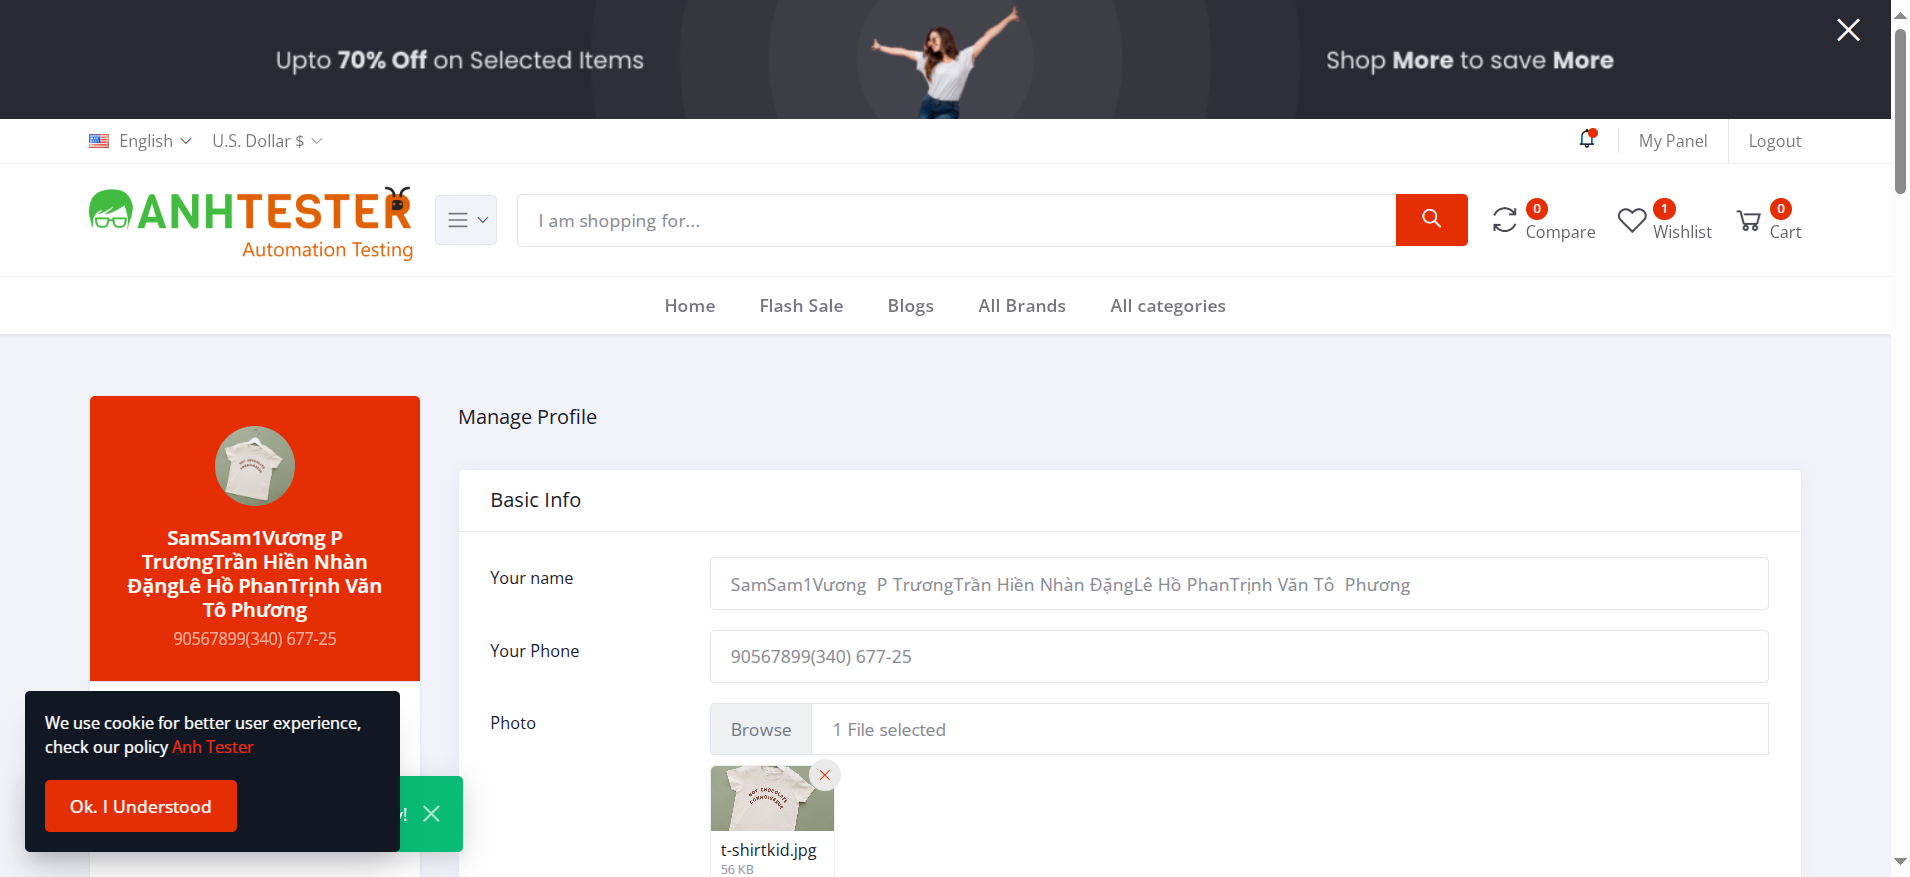 Upto 70% Off on Selected Items
Shop More to save More
English
U.S. Dollar $
My Panel
Logout
ANHTESTER
Automation Testing
I am shopping for...
0
Compare
1
Wishlist
0
Cart
Home
Flash Sale
Blogs
All Brands
All categories
SamSam1Vương P
TrươngTrần Hiền Nhàn
ĐặngLê Hồ PhanTrịnh Văn
Tô Phương
90567899(340) 677-25
Manage Profile
Basic Info
Your name
SamSam1Vương  P TrươngTrần Hiền Nhàn ĐặngLê Hồ PhanTrịnh Văn Tô  Phương
Your Phone
90567899(340) 677-25
Photo
Browse
1 File selected
NOT CHOCOLATE
CONNOISSEUR
t-shirtkid.jpg
56 KB
We use cookie for better user experience,
check our policy Anh Tester
Ok. I Understood